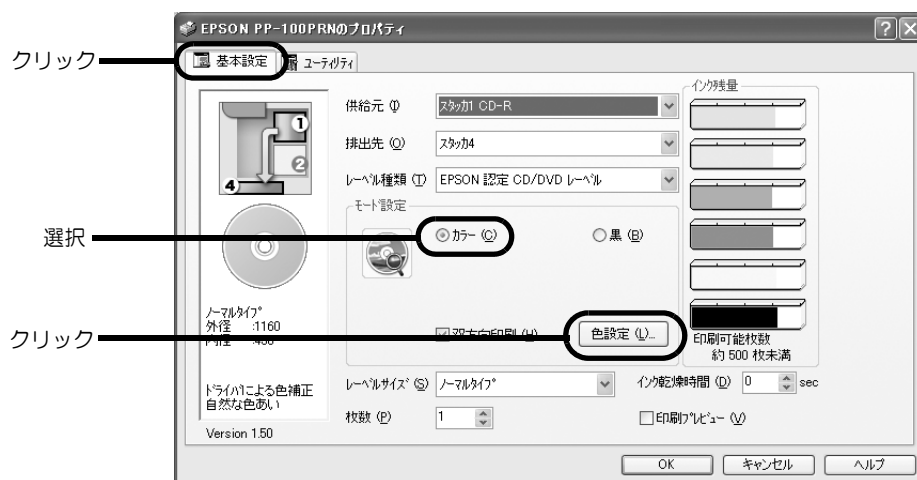 EPSON PP-100PRNのプロパティ
クリック
基本設定
ユーティリティ
供給元 (I)
スタッカ1 CD-R
排出先 (O)
スタッカ4
レーベル種類 (T)
EPSON 認定 CD/DVD レーベル
モード設定
選択
カラー (C)
黒 (B)
クリック
双方向印刷 (H)
色設定 (L)...
インク残量
印刷可能枚数
約 500 枚未満
1
2
4
ノーマルタイプ
外径 :1160
内径 :450
ドライバによる色補正
自然な色あい
Version 1.50
レーベルサイズ (S)
ノーマルタイプ
インク乾燥時間 (D)
0
sec
枚数 (P)
1
印刷プレビュー (V)
OK
キャンセル
ヘルプ